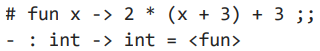 # fun x -> 2 * (x + 3) + 3 ;;
- : int -> int = <fun>